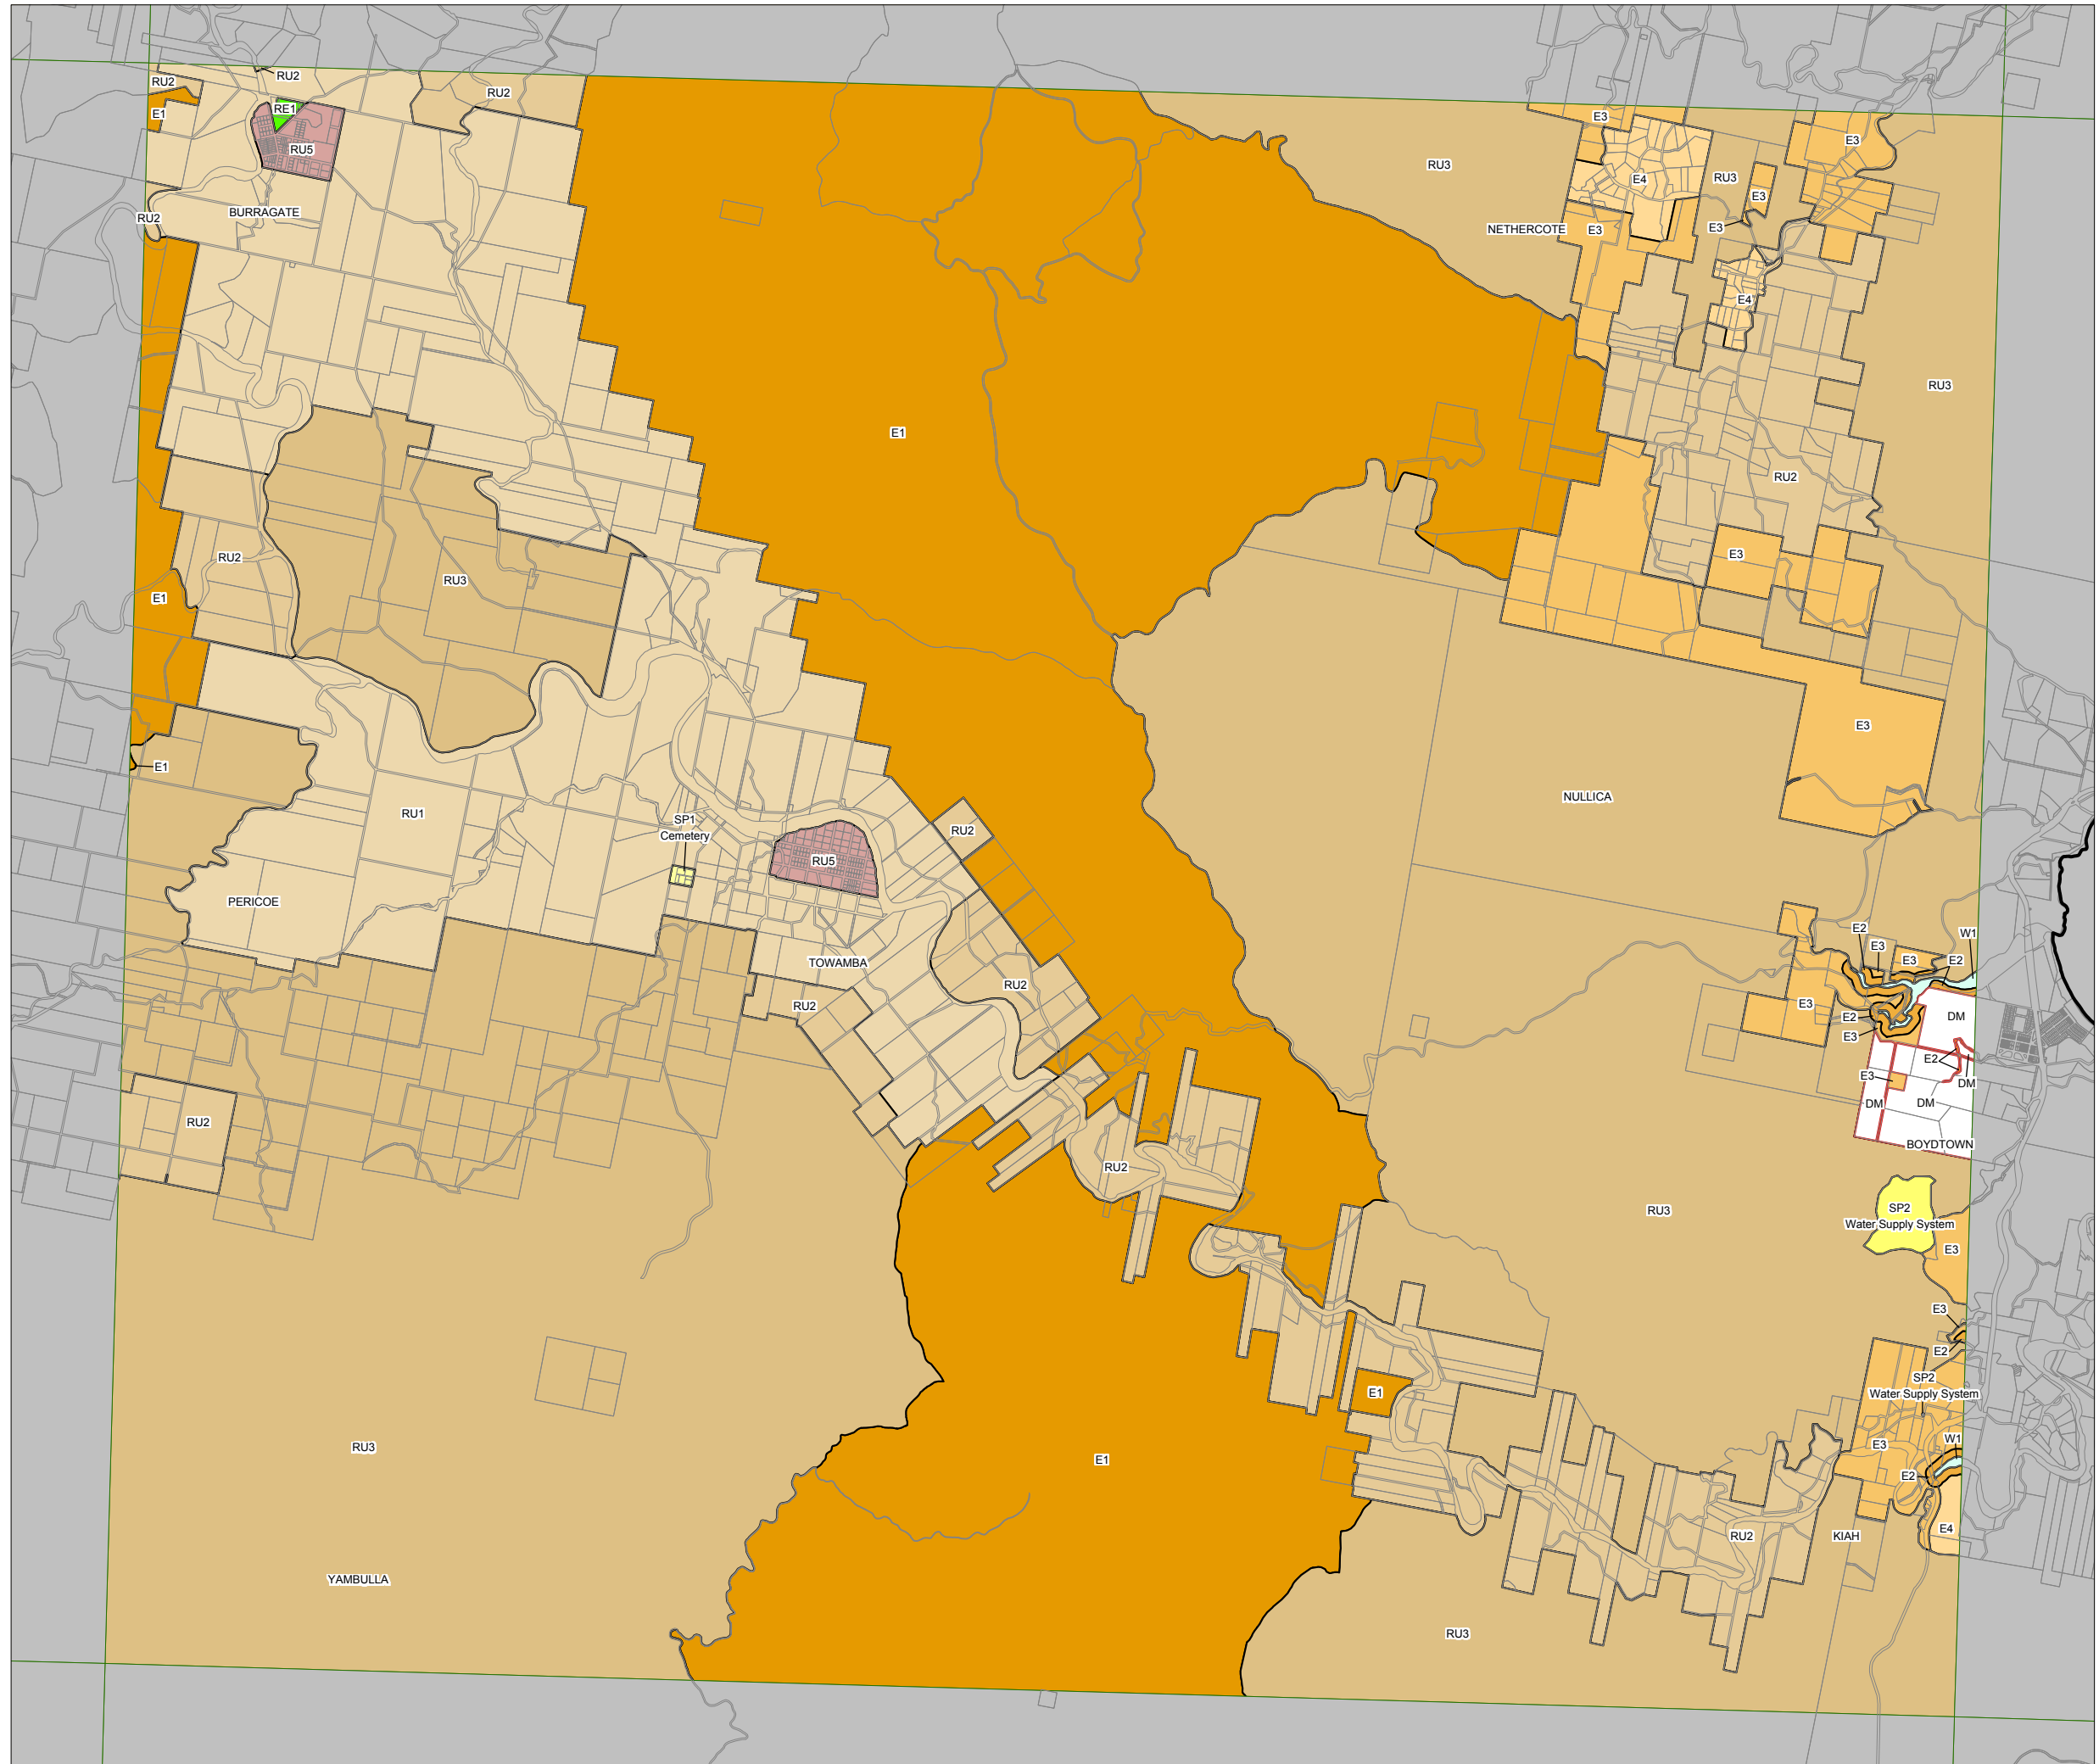 RU2
RU2
E1
RE1
RU2
RU5
RU2
BURRAGATE
E3
E3
RU3
E4
RU3
E3
E3
NETHERCOTE
E3
E4
RU3
E1
RU2
RU2
RU3
E3
E1
E3
E1
NULLICA
RU1
SP1
Cemetery
RU2
RU5
PERICOE
E2
W1
E3
E3
E2
TOWAMBA
RU2
RU2
E3
E2
DM
E3
E2
E3
DM
DM
DM
RU2
BOYDTOWN
RU2
RU3
SP2
Water Supply System
E3
E3
E2
SP2
Water Supply System
E1
RU3
E1
E3
W1
E2
E4
RU2
KIAH
YAMBULLA
RU3